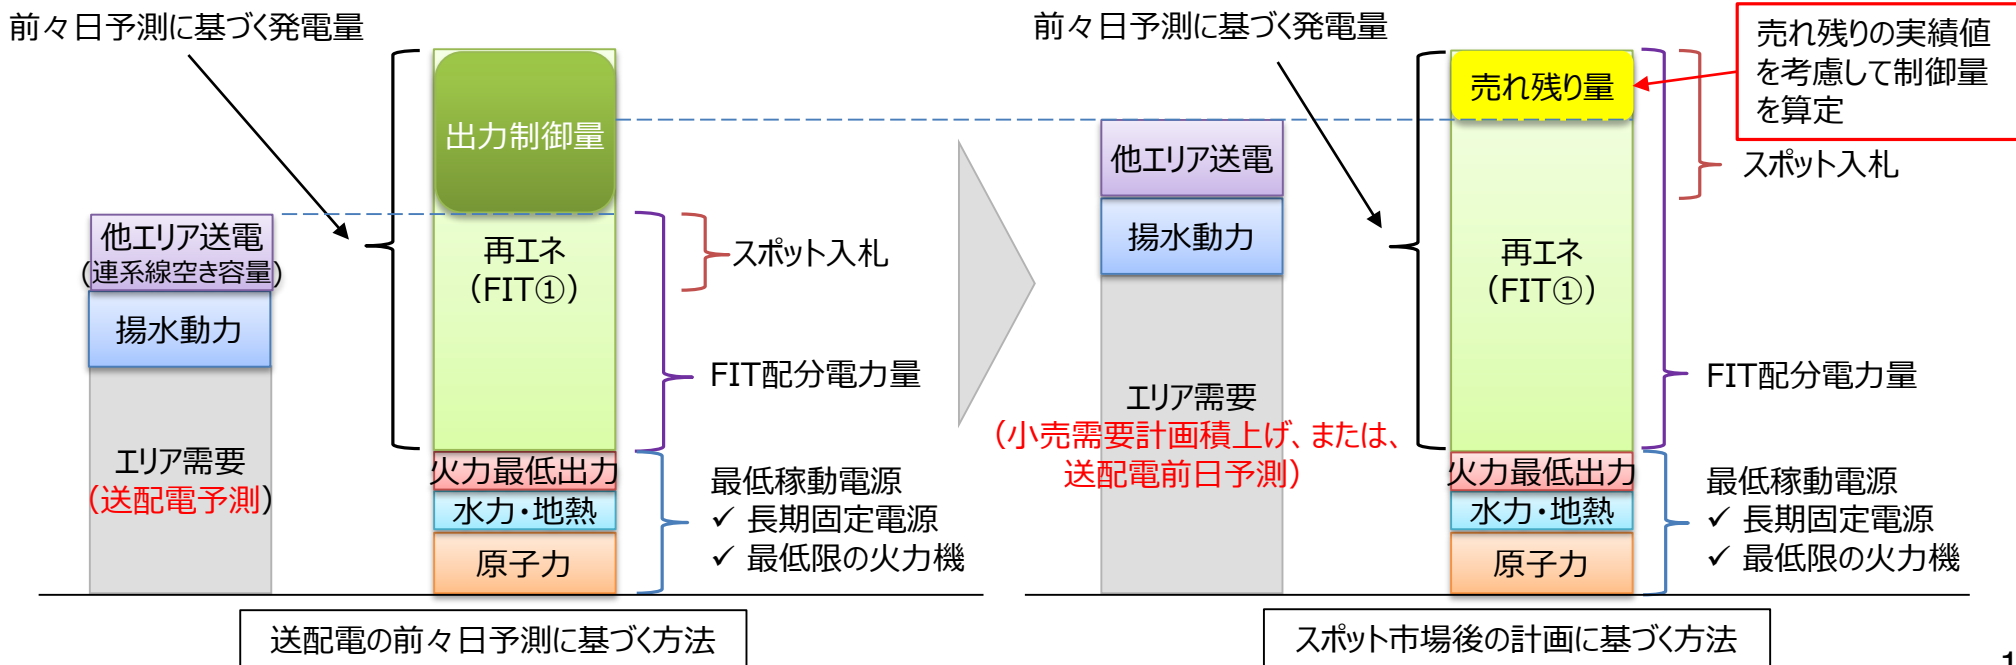 前々日予測に基づく発電量
出力制御量
他エリア送電
(連系線空き容量)
揚水動力
エリア需要
(送配電予測)
再エネ
(FIT①)
スポット入札
FIT配分電力量
火力最低出力
水力・地熱
原子力
最低稼動電源
✓ 長期固定電源
✓ 最低限の火力機
送配電の前々日予測に基づく方法
前々日予測に基づく発電量
売れ残り量
売れ残りの実績値
を考慮して制御量
を算定
他エリア送電
揚水動力
エリア需要
(小売需要計画積上げ、または、
送配電前日予測)
再エネ
(FIT①)
スポット入札
FIT配分電力量
火力最低出力
水力・地熱
原子力
最低稼動電源
✓ 長期固定電源
✓ 最低限の火力機
スポット市場後の計画に基づく方法